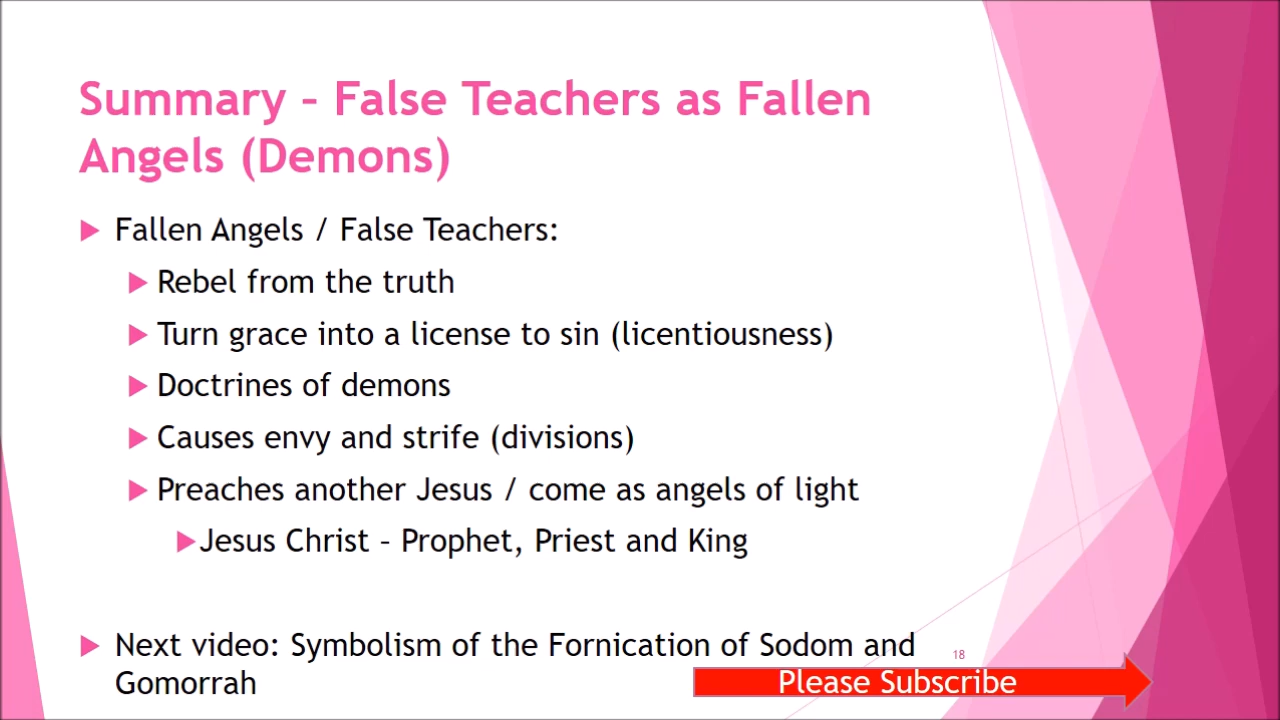 Summary – False Teachers as Fallen
Angels (Demons)
Fallen Angels / False Teachers:
Rebel from the truth
Turn grace into a license to sin (licentiousness)
Doctrines of demons
Causes envy and strife (divisions)
Preaches another Jesus / come as angels of light
Jesus Christ – Prophet, Priest and King
Next video: Symbolism of the Fornication of Sodom and
Gomorrah
18
Please Subscribe